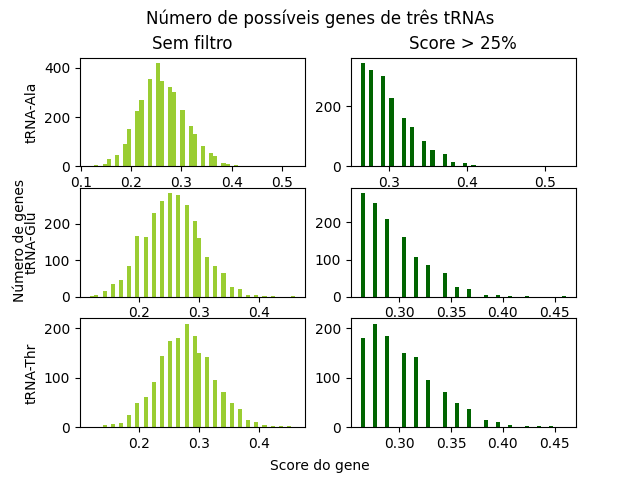 Número de possíveis genes de três tRNAs
Sem filtro
Score > 25%
tRNA-Ala
400
200
0
0.1 0.2 0.3 0.4 0.5
200
0
0.3 0.4 0.5
Número de genes
tRNA-Glu
200
100
0
0.2 0.3 0.4
200
100
0
0.30 0.35 0.40 0.45
tRNA-Thr
200
100
0
0.2 0.3 0.4
200
100
0
0.30 0.35 0.40 0.45
Score do gene